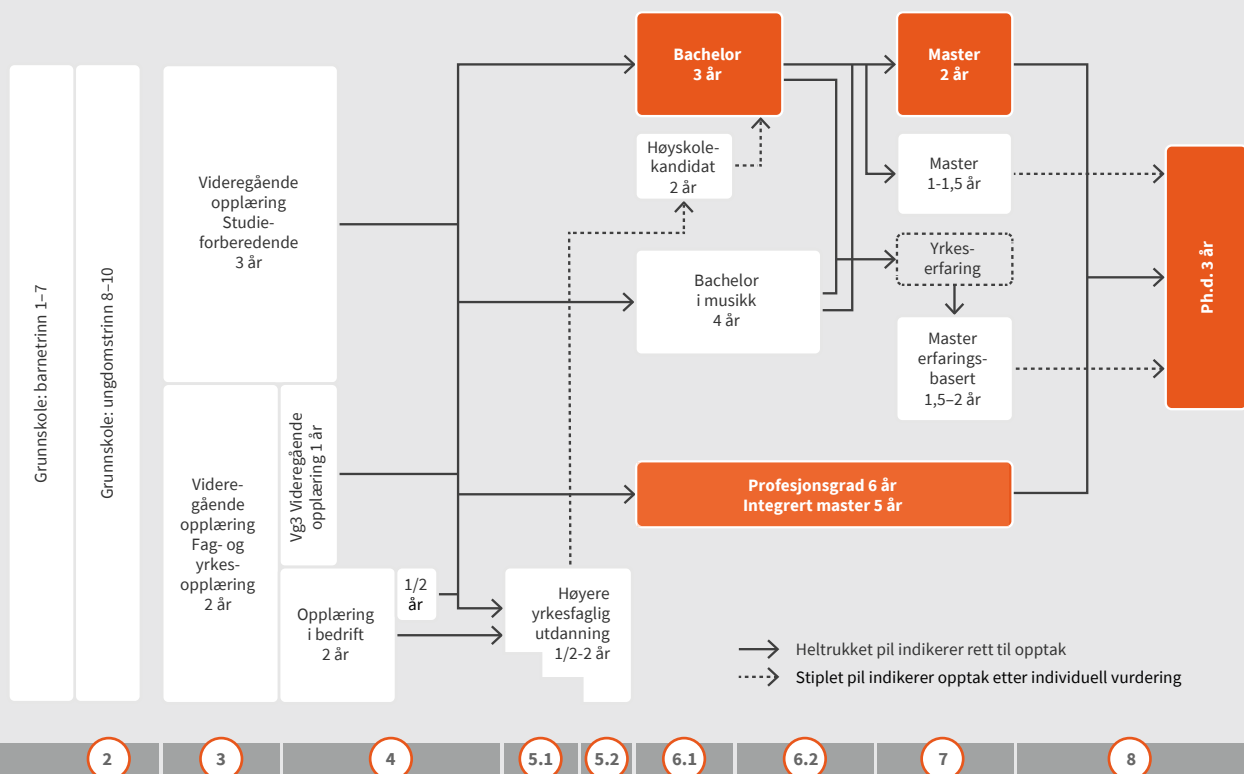 Grunnskole: barnetrinn 1–7
Grunnskole: ungdomstrinn 8–10
Videregående
opplæring
Studie-
forberedende
3 år
Videre-
gående
opplæring
Fag- og
yrkes-
opplæring
2 år
Vg3 Videregående
opplæring 1 år
Opplæring
i bedrift
2 år
1/2
år
Høyere
yrkesfaglig
utdanning
1/2-2 år
Bachelor
3 år
Høyskole-
kandidat
2 år
Bachelor
i musikk
4 år
Master
2 år
Master
1-1,5 år
Yrkes-
erfaring
Master
erfarings-
basert
1,5–2 år
Profesjonsgrad 6 år
Integrert master 5 år
Ph.d. 3 år
Heltrukket pil indikerer rett til opptak
Stiplet pil indikerer opptak etter individuell vurdering
2
3
4
5.1
5.2
6.1
6.2
7
8